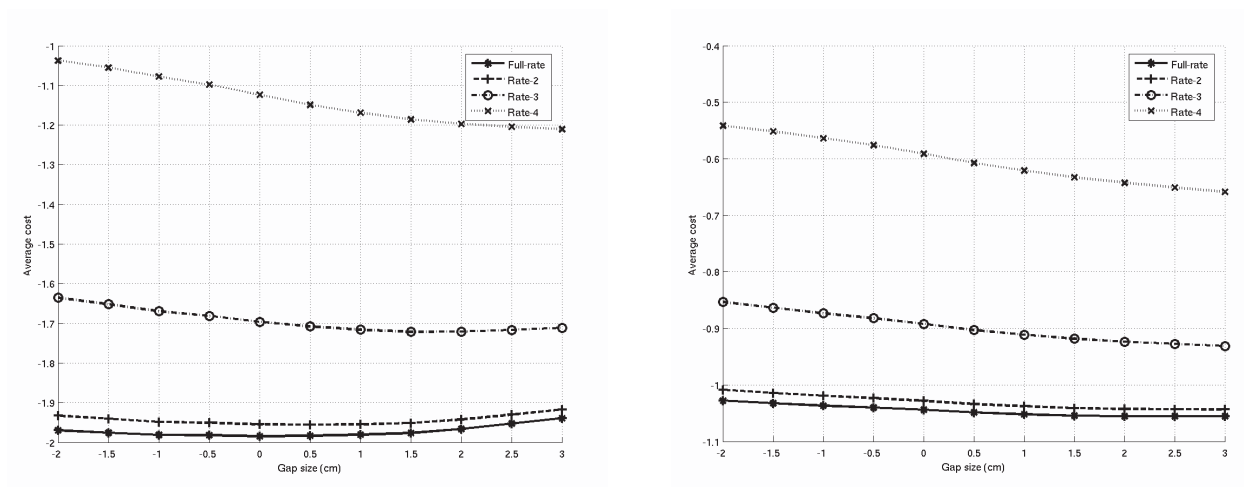 -1
-1.1
-1.2
-1.3
-1.4
-1.5
-1.6
-1.7
-1.8
-1.9
-2
Average cost
Full-rate
Rate-2
Rate-3
Rate-4
-2 -1.5 -1 -0.5 0 0.5 1 1.5 2 2.5 3
Gap size (cm)
-0.4
-0.5
-0.6
-0.7
-0.8
-0.9
-1
-1.1
Average cost
Full-rate
Rate-2
Rate-3
Rate-4
-2 -1.5 -1 -0.5 0 0.5 1 1.5 2 2.5 3
Gap size (cm)